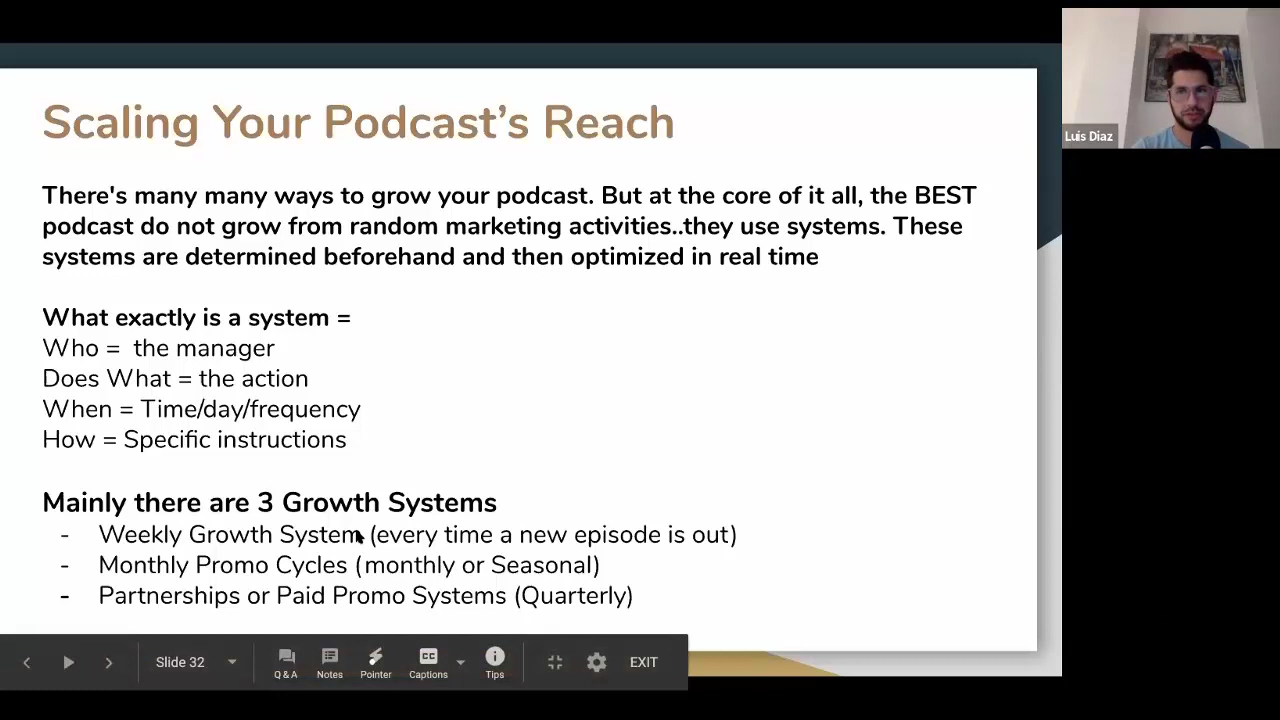 Scaling Your Podcast's Reach
There's many many ways to grow your podcast. But at the core of it all, the BEST
podcast do not grow from random marketing activities..they use systems. These
systems are determined beforehand and then optimized in real time
What exactly is a system =
Who =  the manager
Does What = the action
When = Time/day/frequency
How = Specific instructions
Mainly there are 3 Growth Systems
- Weekly Growth System (every time a new episode is out)
- Monthly Promo Cycles (monthly or Seasonal)
- Partnerships or Paid Promo Systems (Quarterly)
Luis Diaz
Slide 32
Q & A
Notes
Pointer
CC
Captions
Tips
EXIT